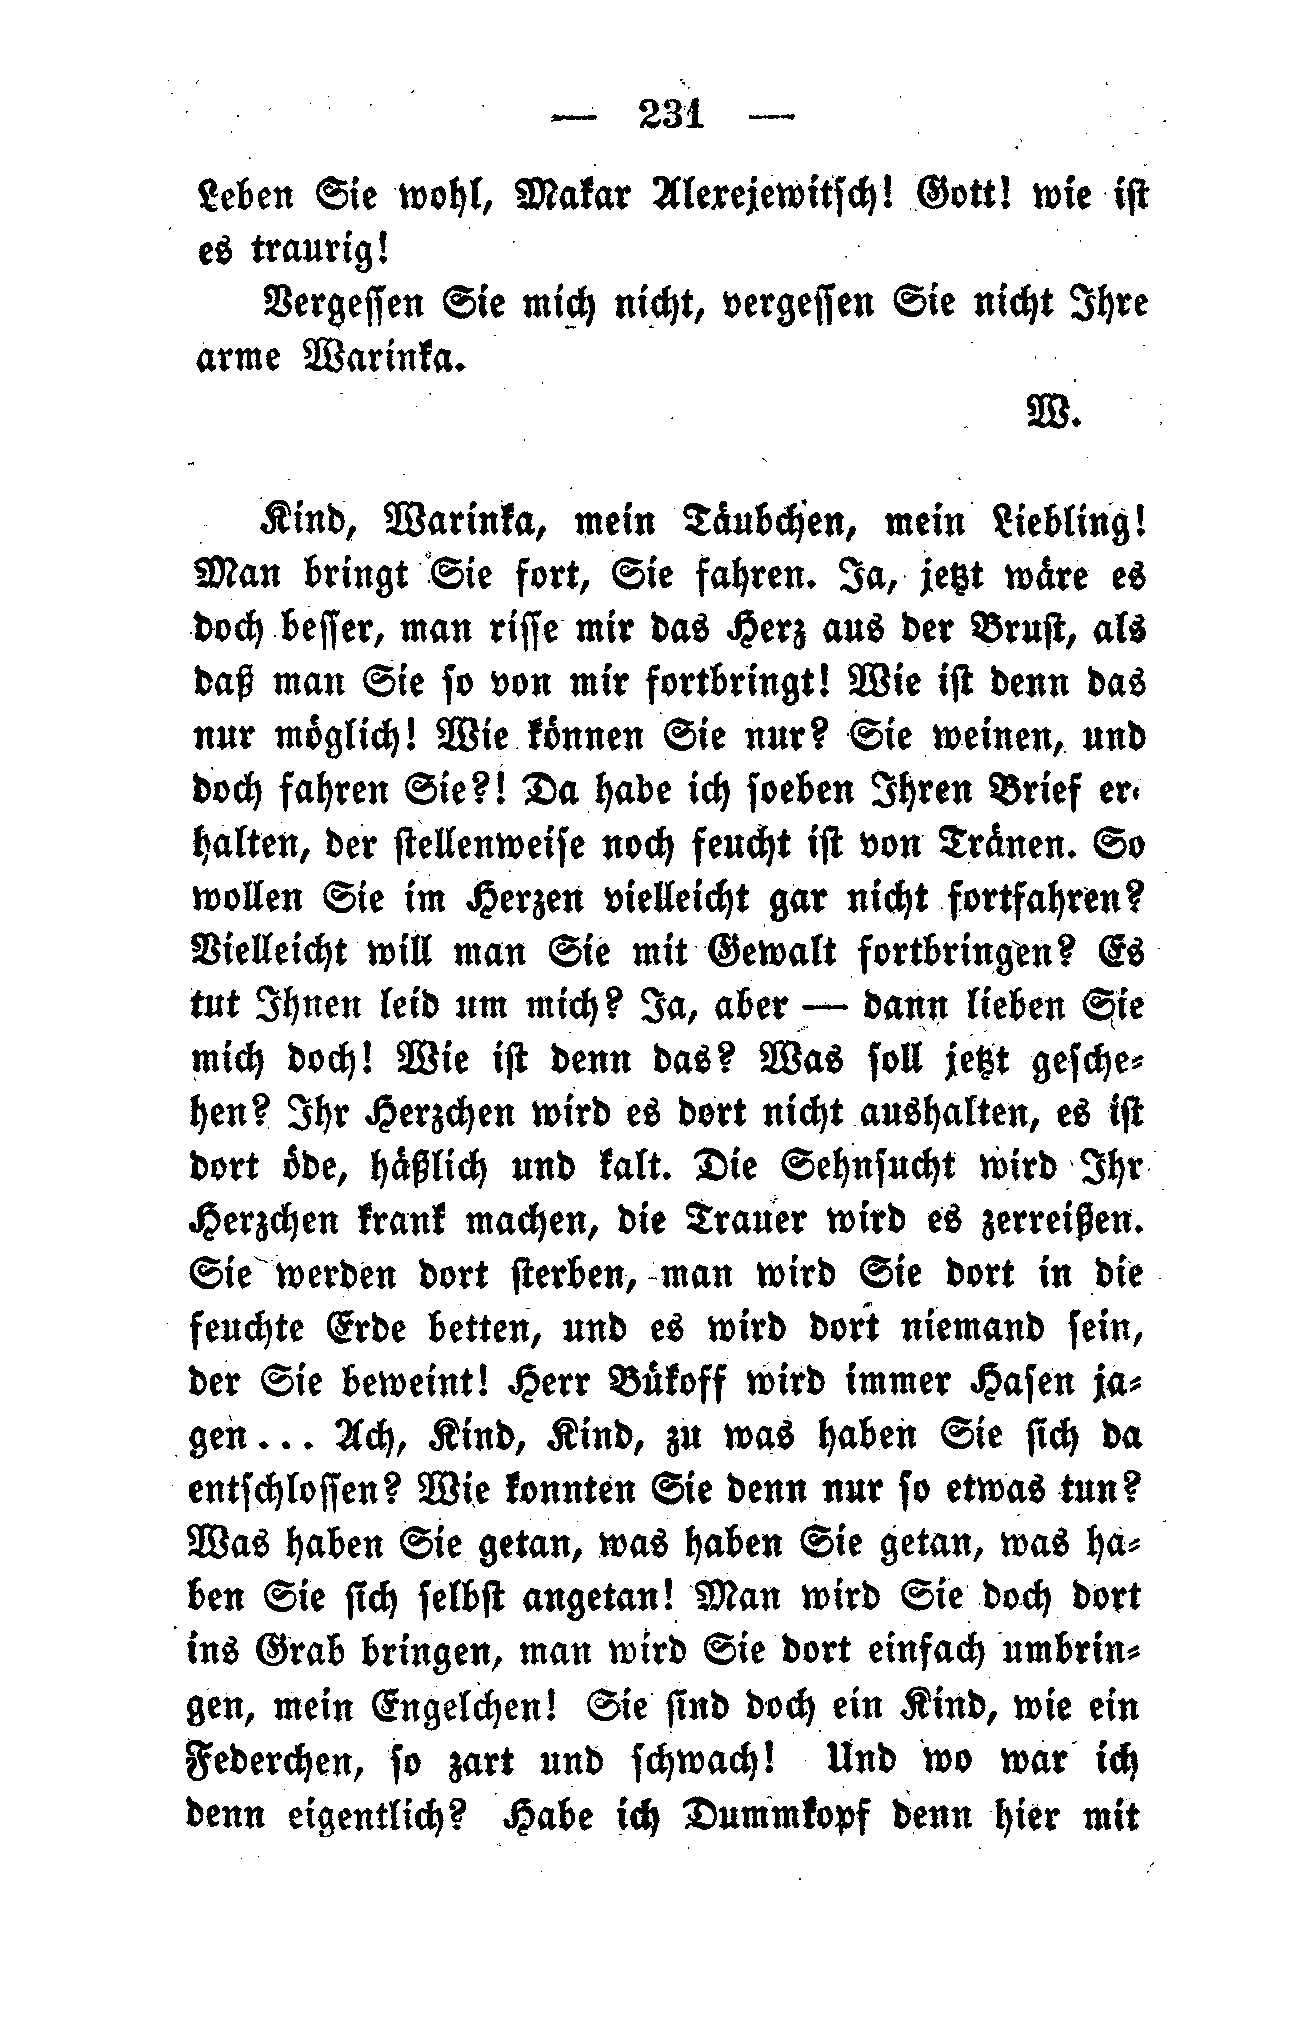 — 231 —
Leben Sie wohl, Makar Alexejewitsch! Gott! wie ist
es traurig!
Vergessen Sie mich nicht, vergessen Sie nicht Ihre
arme Warinka.
W.
Kind, Warinka, mein Täubchen, mein Liebling!
Man bringt Sie fort, Sie fahren. Ja, jetzt wäre es
doch besser, man risse mir das Herz aus der Brust, als
daß man Sie so von mir fortbringt! Wie ist denn das
nur möglich! Wie können Sie nur? Sie weinen, und
doch fahren Sie?! Da habe ich soeben Ihren Brief er-
halten, der stellenweise noch feucht ist von Tränen. So
wollen Sie im Herzen vielleicht gar nicht fortfahren?
Vielleicht will man Sie mit Gewalt fortbringen? Es
tut Ihnen leid um mich? Ja, aber — dann lieben Sie
mich doch! Wie ist denn das? Was soll jetzt gesche-
hen? Ihr Herzchen wird es dort nicht aushalten, es ist
dort öde, häßlich und kalt. Die Sehnsucht wird Ihr
Herzchen krank machen, die Trauer wird es zerreißen.
Sie werden dort sterben, man wird Sie dort in die
feuchte Erde betten, und es wird dort niemand sein,
der Sie beweint! Herr Bükoff wird immer Hasen ja-
gen... Ach, Kind, Kind, zu was haben Sie sich da
entschlossen? Wie konnten Sie denn nur so etwas tun?
Was haben Sie getan, was haben Sie getan, was ha-
ben Sie sich selbst angetan! Man wird Sie doch dort
ins Grab bringen, man wird Sie dort einfach umbrin-
gen, mein Engelchen! Sie sind doch ein Kind, wie ein
Federchen, so zart und schwach! Und wo war ich
denn eigentlich? Habe ich Dummkopf denn hier mit